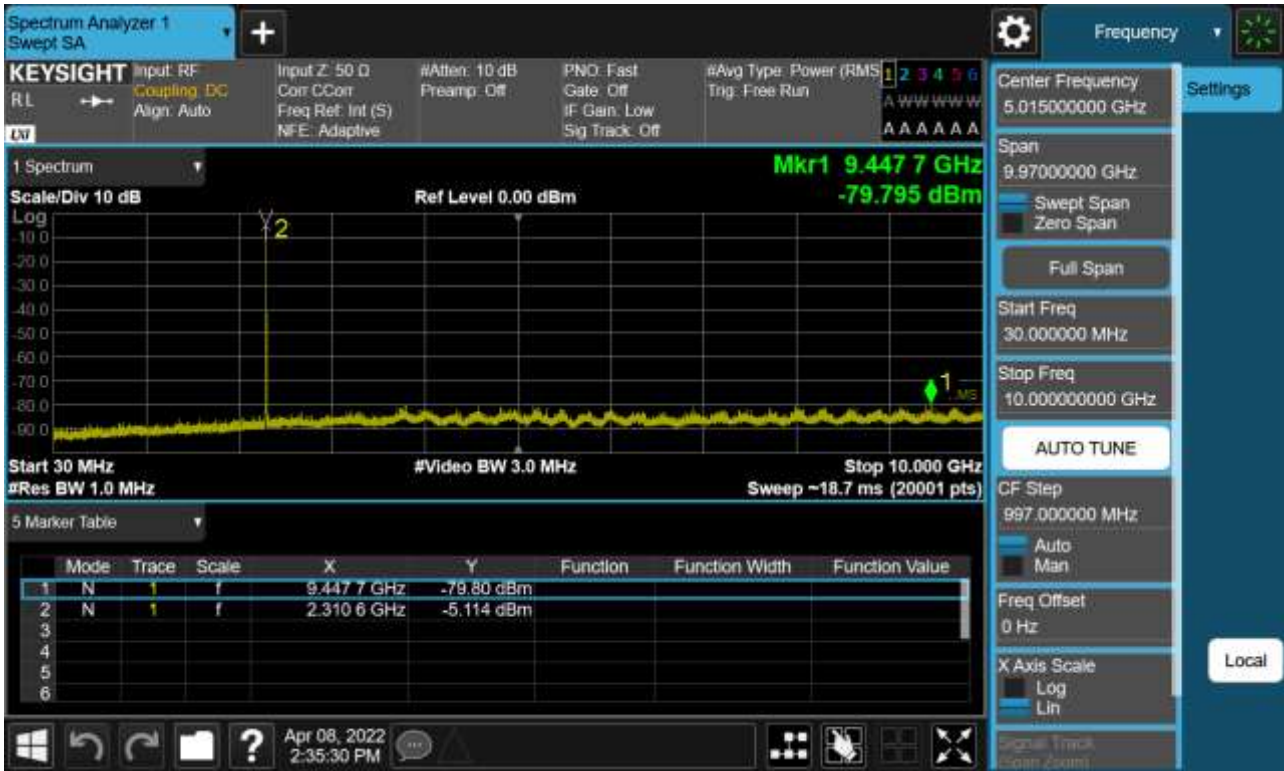 Spectrum Analyzer 1
Swept SA
+
Frequency
KEYSIGHT
RL
LXI
Input: RF
Coupling: DC
Align: Auto
Input Z: 50 Ω
Corr CCorr
Freq Ref: Int (S)
NFE: Adaptive
#Atten: 10 dB
Preamp: Off
PNO: Fast
Gate: Off
IF Gain: Low
Sig Track: Off
#Avg Type: Power (RMS
Trig: Free Run
1 2 3 4 5 6
A W W W W W
A A A A A A
1 Spectrum
Mkr1 9.447 7 GHz
Scale/Div 10 dB
Ref Level 0.00 dBm
-79.795 dBm
Log
-10.0
-20.0
-30.0
-40.0
-50.0
-60.0
-70.0
-80.0
-90.0
2
1
Start 30 MHz
#Video BW 3.0 MHz
Stop 10.000 GHz
#Res BW 1.0 MHz
Sweep ~18.7 ms (20001 pts)
5 Marker Table
Mode Trace Scale X Y Function Function Width Function Value
1 N 1 f 9.447 7 GHz -79.80 dBm
2 N 1 f 2.310 6 GHz -5.114 dBm
3
4
5
6
Apr 08, 2022
2:35:30 PM
?
Center Frequency
5.015000000 GHz
Settings
Span
9.97000000 GHz
Swept Span
Zero Span
Full Span
Start Freq
30.000000 MHz
Stop Freq
10.000000000 GHz
AUTO TUNE
CF Step
997.000000 MHz
Auto
Man
Freq Offset
0 Hz
X Axis Scale
Log
Lin
Local
Signal Track
(Span Zoom)